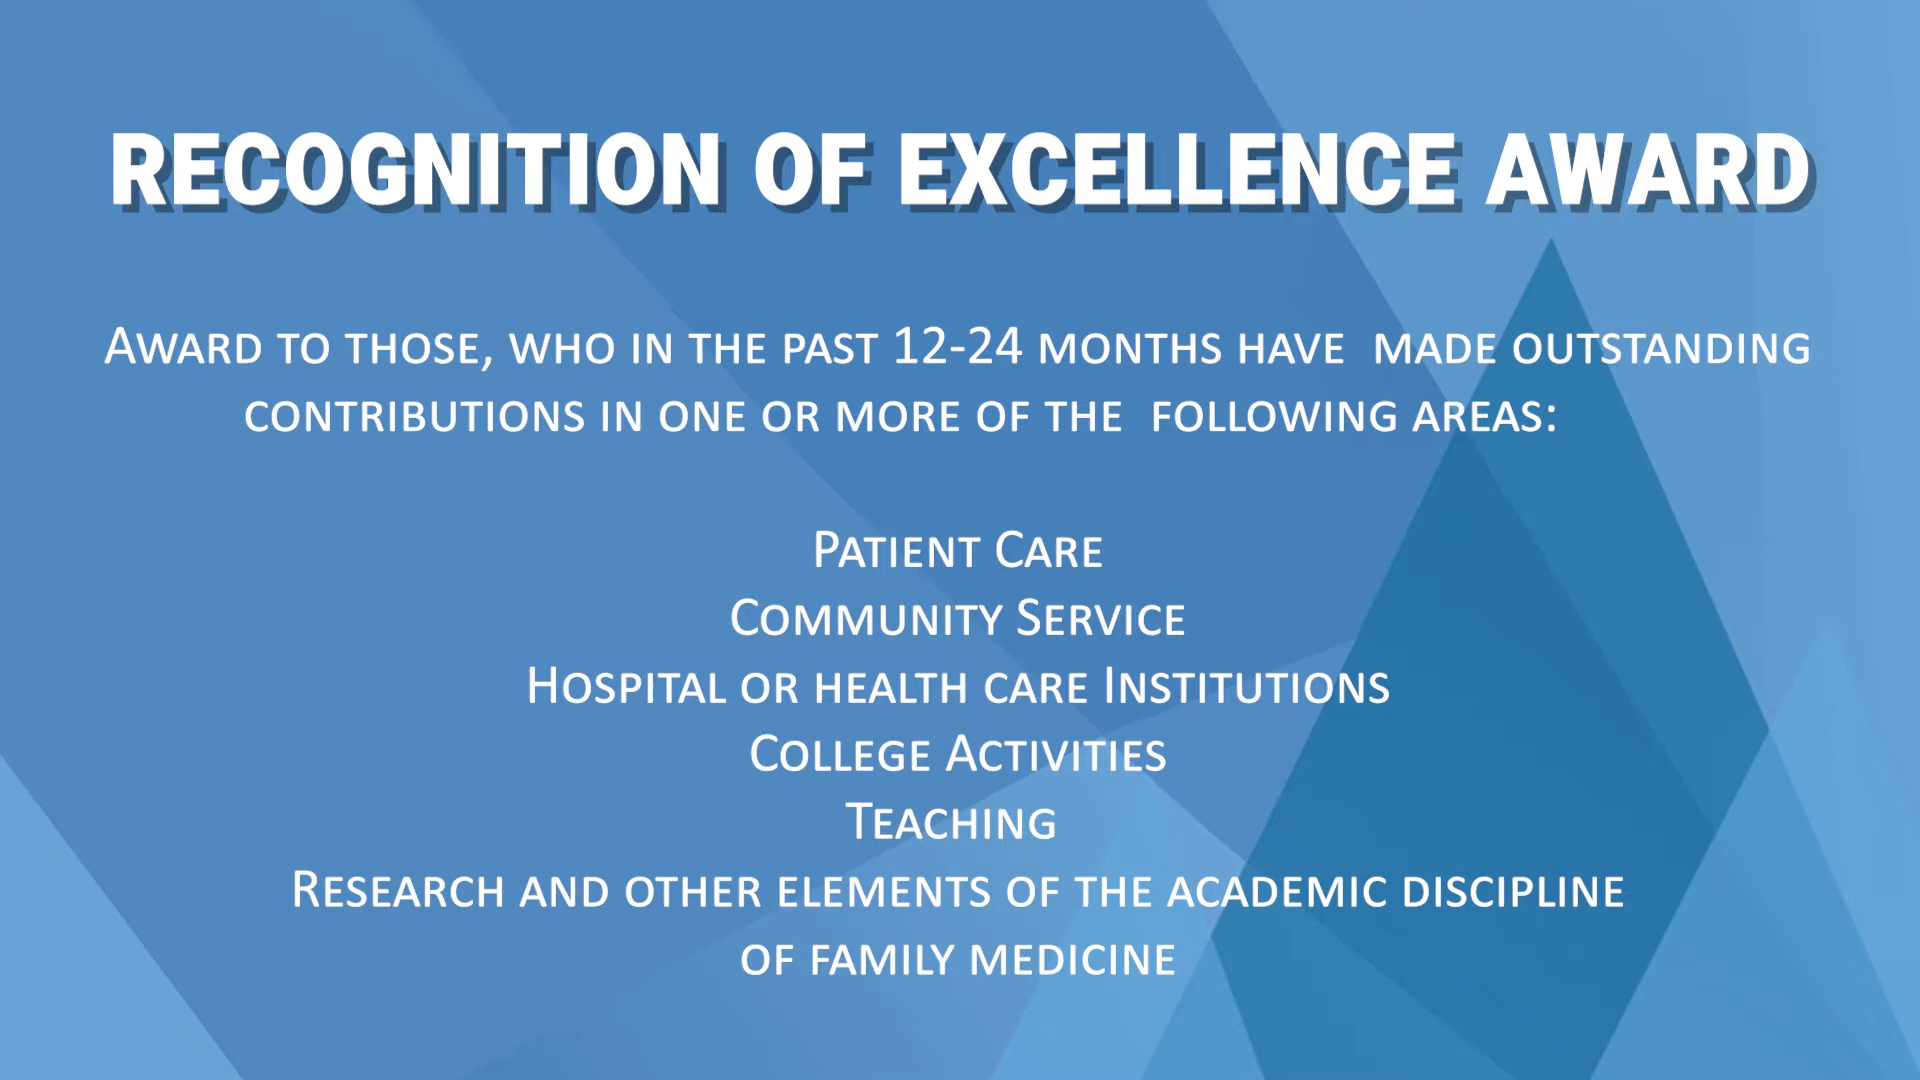 RECOGNITION OF EXCELLENCE AWARD
Award to those, who in the past 12-24 months have made outstanding
contributions in one or more of the following areas:
Patient Care
Community Service
Hospital or health care Institutions
College Activities
Teaching
Research and other elements of the academic discipline
of family medicine